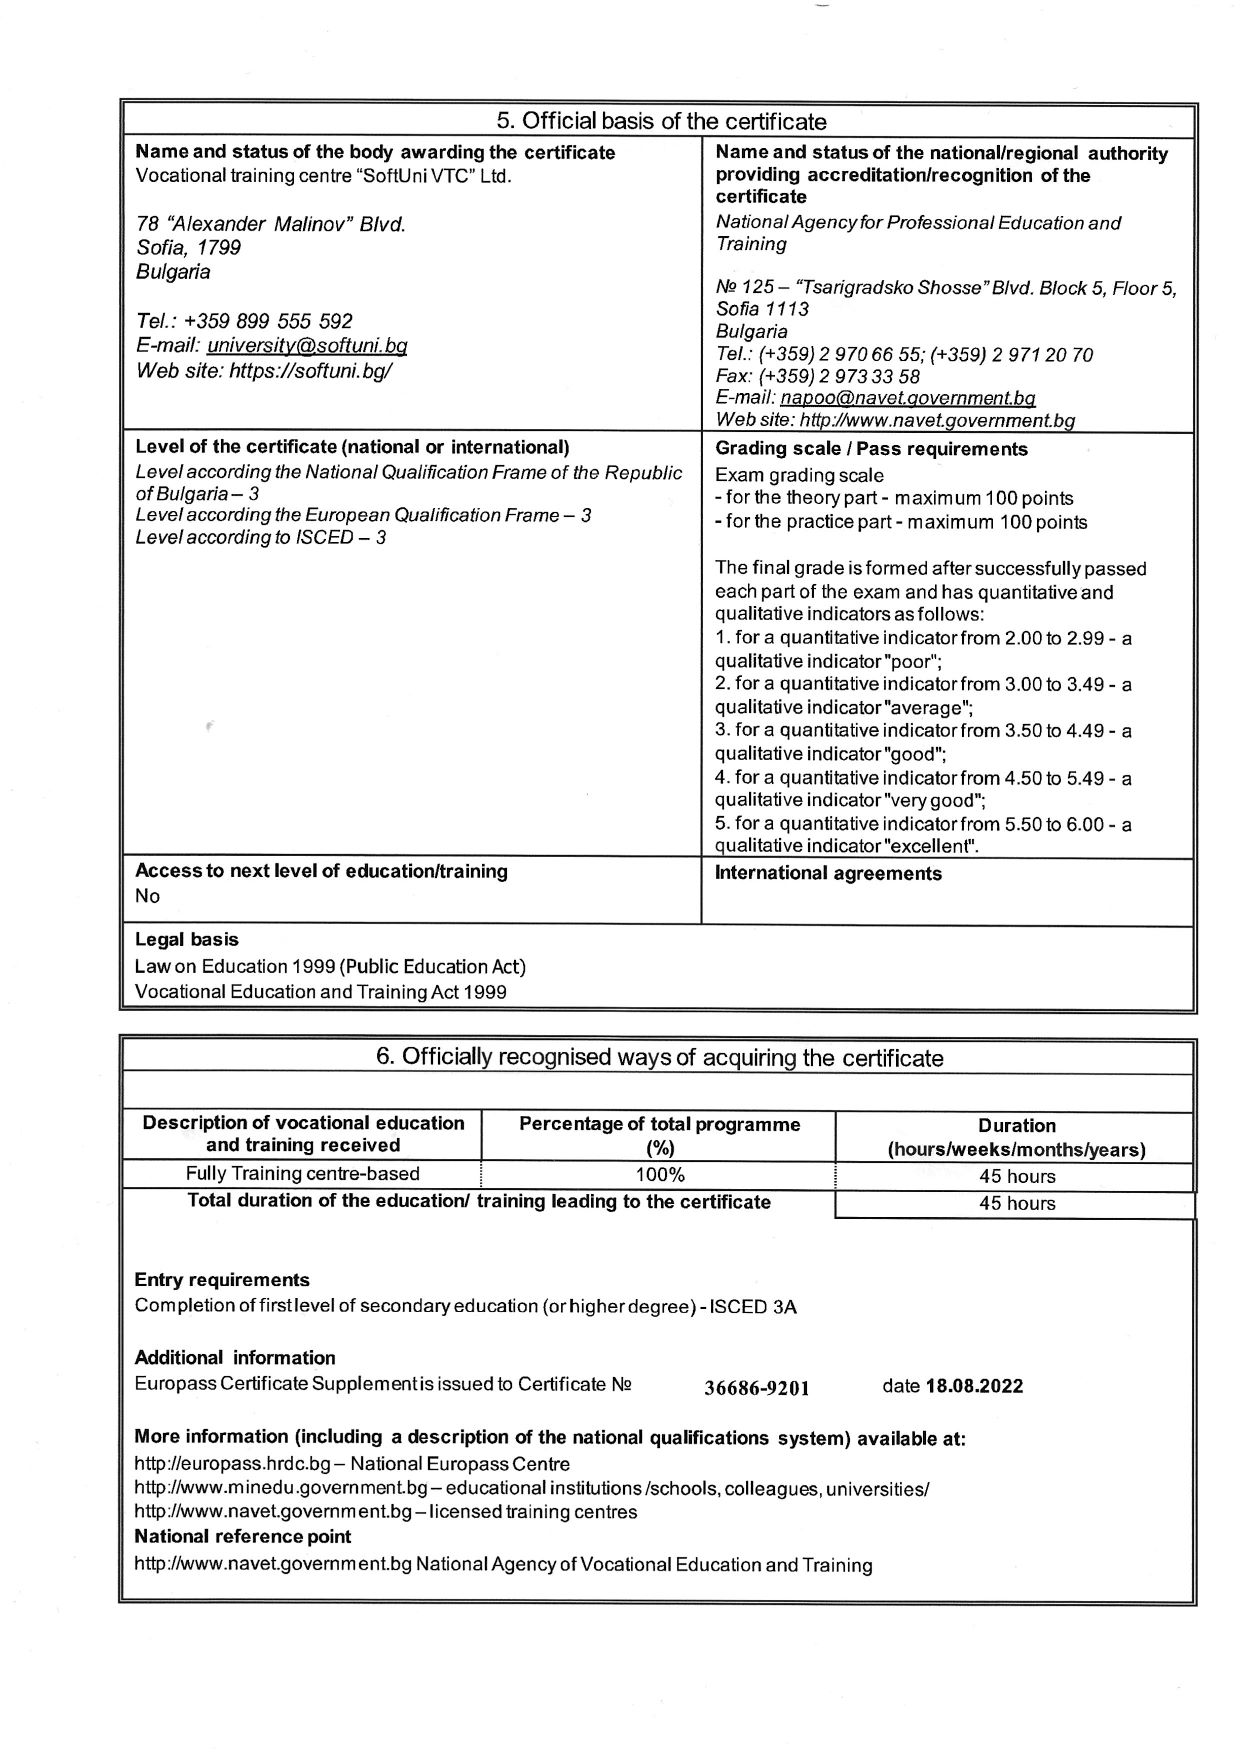 5. Official basis of the certificate
Name and status of the body awarding the certificate
Vocational training centre “SoftUni VTC” Ltd.
78 “Alexander Malinov” Blvd.
Sofia, 1799
Bulgaria
Tel.: +359 899 555 592
E-mail: university@softuni.bg
Web site: https://softuni.bg/
Name and status of the national/regional authority
providing accreditation/recognition of the
certificate
National Agency for Professional Education and
Training
№ 125 – “Tsarigradsko Shosse” Blvd. Block 5, Floor 5,
Sofia 1113
Bulgaria
Tel.: (+359) 2 970 66 55; (+359) 2 971 20 70
Fax: (+359) 2 973 33 58
E-mail: napoo@navet.government.bg
Web site: http://www.navet.government.bg
Level of the certificate (national or international)
Level according the National Qualification Frame of the Republic
of Bulgaria – 3
Level according the European Qualification Frame – 3
Level according to ISCED – 3
Grading scale / Pass requirements
Exam grading scale
- for the theory part - maximum 100 points
- for the practice part - maximum 100 points
The final grade is formed after successfully passed
each part of the exam and has quantitative and
qualitative indicators as follows:
1. for a quantitative indicator from 2.00 to 2.99 - a
qualitative indicator "poor";
2. for a quantitative indicator from 3.00 to 3.49 - a
qualitative indicator "average";
3. for a quantitative indicator from 3.50 to 4.49 - a
qualitative indicator "good";
4. for a quantitative indicator from 4.50 to 5.49 - a
qualitative indicator "very good";
5. for a quantitative indicator from 5.50 to 6.00 - a
qualitative indicator "excellent".
Access to next level of education/training
No
International agreements
Legal basis
Law on Education 1999 (Public Education Act)
Vocational Education and Training Act 1999
6. Officially recognised ways of acquiring the certificate
Description of vocational education
and training received
Percentage of total programme
(%)
Duration
(hours/weeks/months/years)
Fully Training centre-based
100%
45 hours
Total duration of the education/ training leading to the certificate
45 hours
Entry requirements
Completion of first level of secondary education (or higher degree) - ISCED 3A
Additional information
Europass Certificate Supplement is issued to Certificate № 36686-9201 date 18.08.2022
More information (including a description of the national qualifications system) available at:
http://europass.hrdc.bg – National Europass Centre
http://www.minedu.government.bg – educational institutions /schools, colleagues, universities/
http://www.navet.government.bg – licensed training centres
National reference point
http://www.navet.government.bg National Agency of Vocational Education and Training